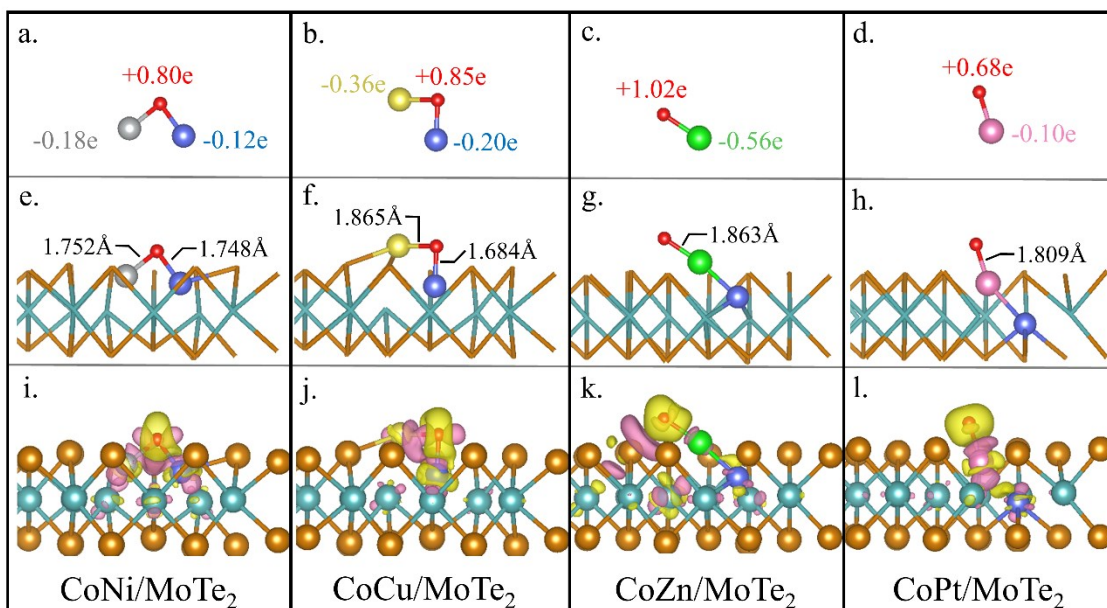 a. b. c. d.
+0.80e +0.85e +1.02e +0.68e
-0.18e -0.12e -0.36e -0.20e -0.56e -0.10e
e. f. g. h.
1.752Å 1.748Å 1.865Å 1.684Å 1.863Å 1.809Å
i. j. k. l.
CoNi/MoTe₂ CoCu/MoTe₂ CoZn/MoTe₂ CoPt/MoTe₂